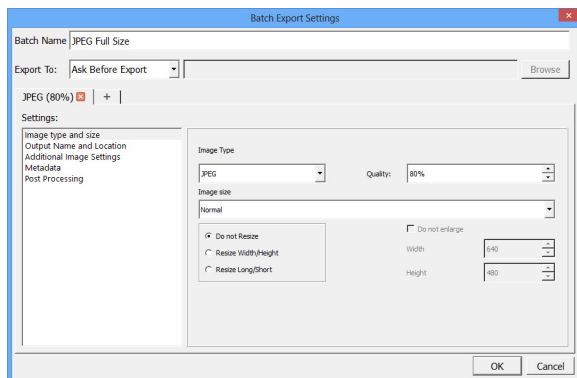 Batch Export Settings
Batch Name JPEG Full Size
Export To: Ask Before Export Browse
JPEG (80%) +
Settings:
Image type and size
Output Name and Location
Additional Image Settings
Metadata
Post Processing
Image Type
JPEG Quality: 80%
Image size
Normal
Do not Resize
Resize Width/Height
Resize Long/Short
Do not enlarge
Width 640
Height 480
OK Cancel